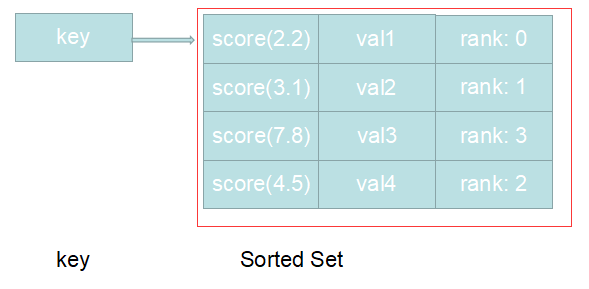 key
score(2.2) val1 rank: 0
score(3.1) val2 rank: 1
score(7.8) val3 rank: 3
score(4.5) val4 rank: 2
key Sorted Set